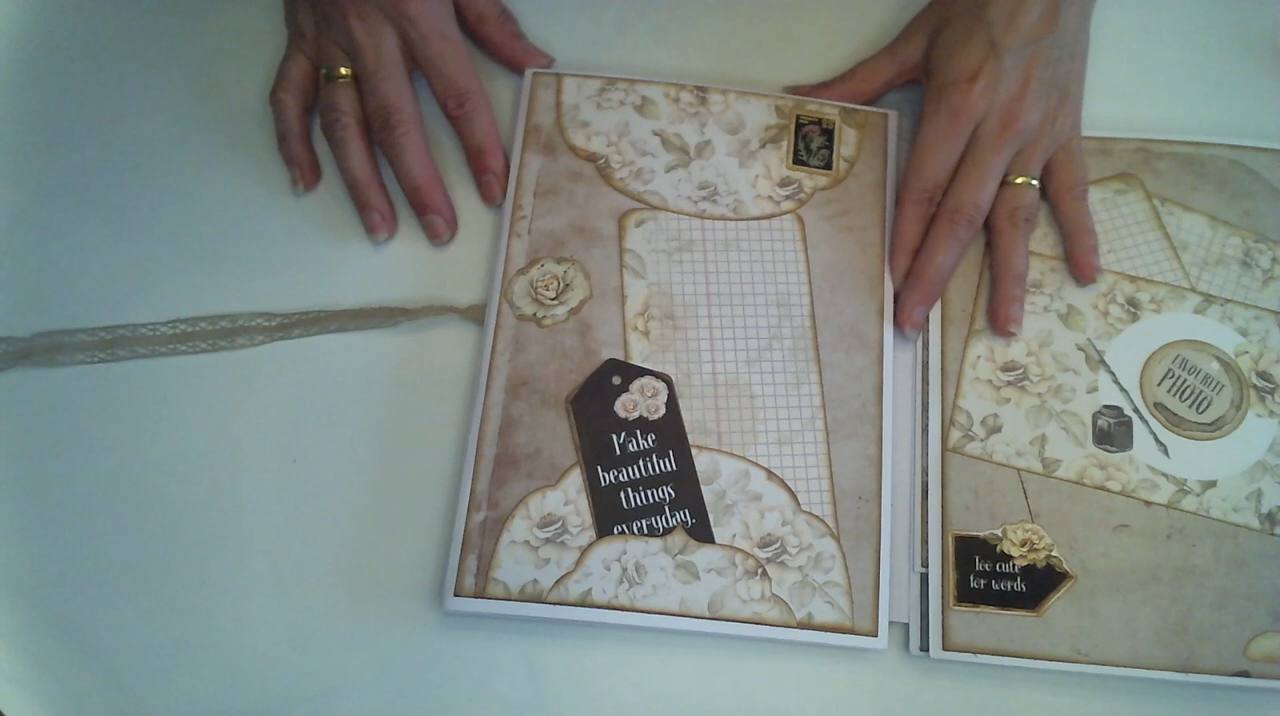 Make
beautiful
things
everyday.
FAVOURITE
PHOTO
Too cute
for words